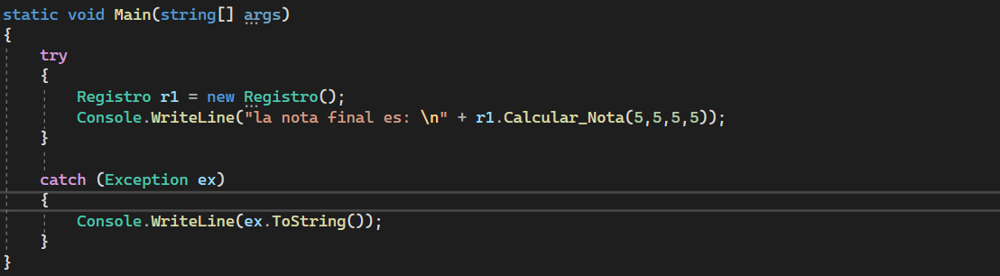 static void Main(string[] args)
{
try
{
Registro r1 = new Registro();
Console.WriteLine("la nota final es: \n" + r1.Calcular_Nota(5,5,5,5));
}
catch (Exception ex)
{
Console.WriteLine(ex.ToString());
}
}